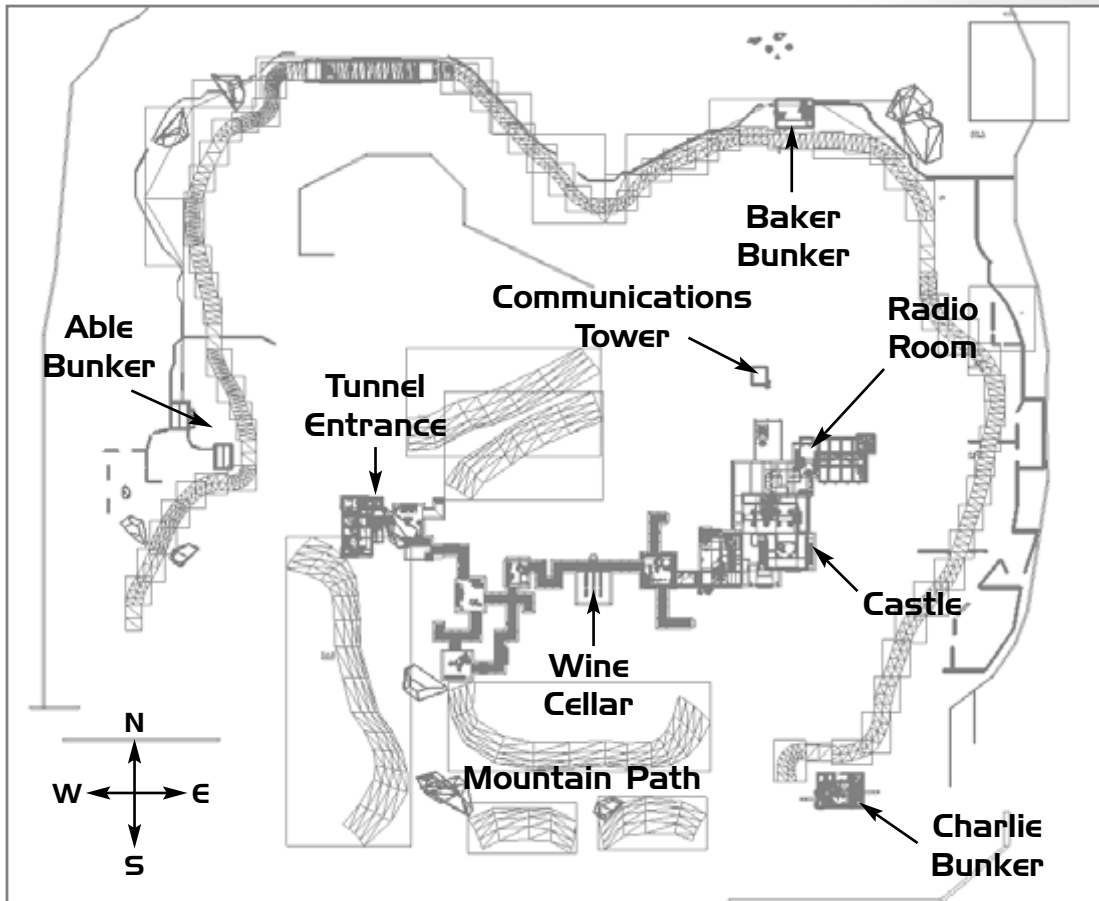 Baker
Bunker
Communications
Tower
Radio
Room
Able
Bunker
Tunnel
Entrance
Castle
Wine
Cellar
N
W
E
S
Mountain Path
Charlie
Bunker